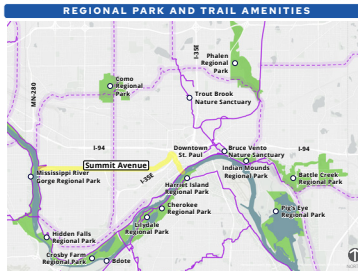 REGIONAL PARK AND TRAIL AMENITIES
I-35E
Phalen
Regional
Park
MN-280
Como
Regional
Park
Trout Brook
Nature Sanctuary
I-94
Downtown
St. Paul
Bruce Vento
Nature Sanctuary
I-94
Summit Avenue
Indian Mounds
Regional Park
Mississippi River
Gorge Regional Park
I-35E
Battle Creek
Regional Park
Harriet Island
Regional Park
Cherokee
Regional Park
Pig's Eye
Regional Park
Lilydale
Regional Park
Hidden Falls
Regional Park
Crosby Farm
Regional Park
Bdote